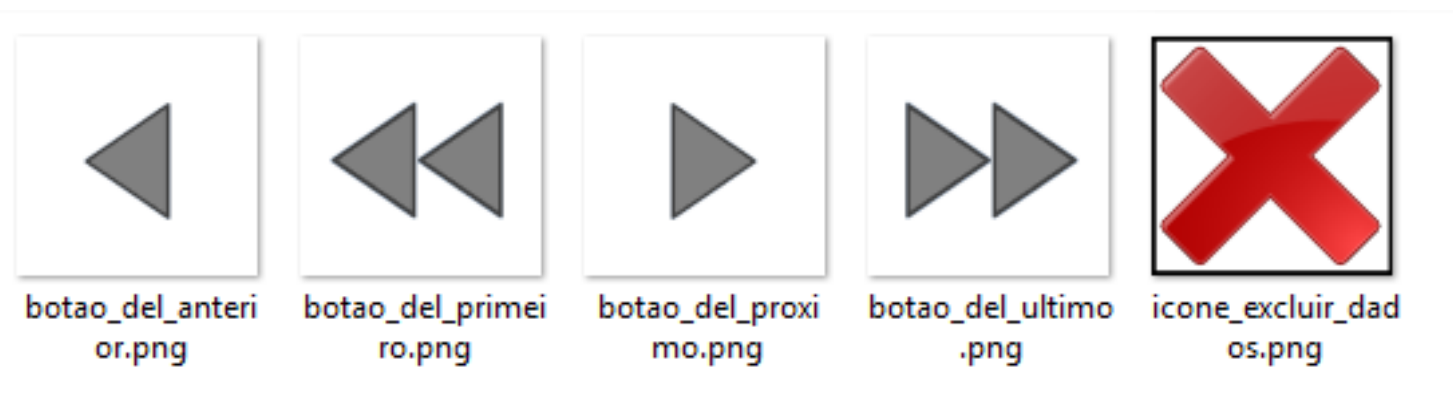 botao_del_anteri
or.png
botao_del_primei
ro.png
botao_del_proxi
mo.png
botao_del_ultimo
.png
icone_excluir_dad
os.png